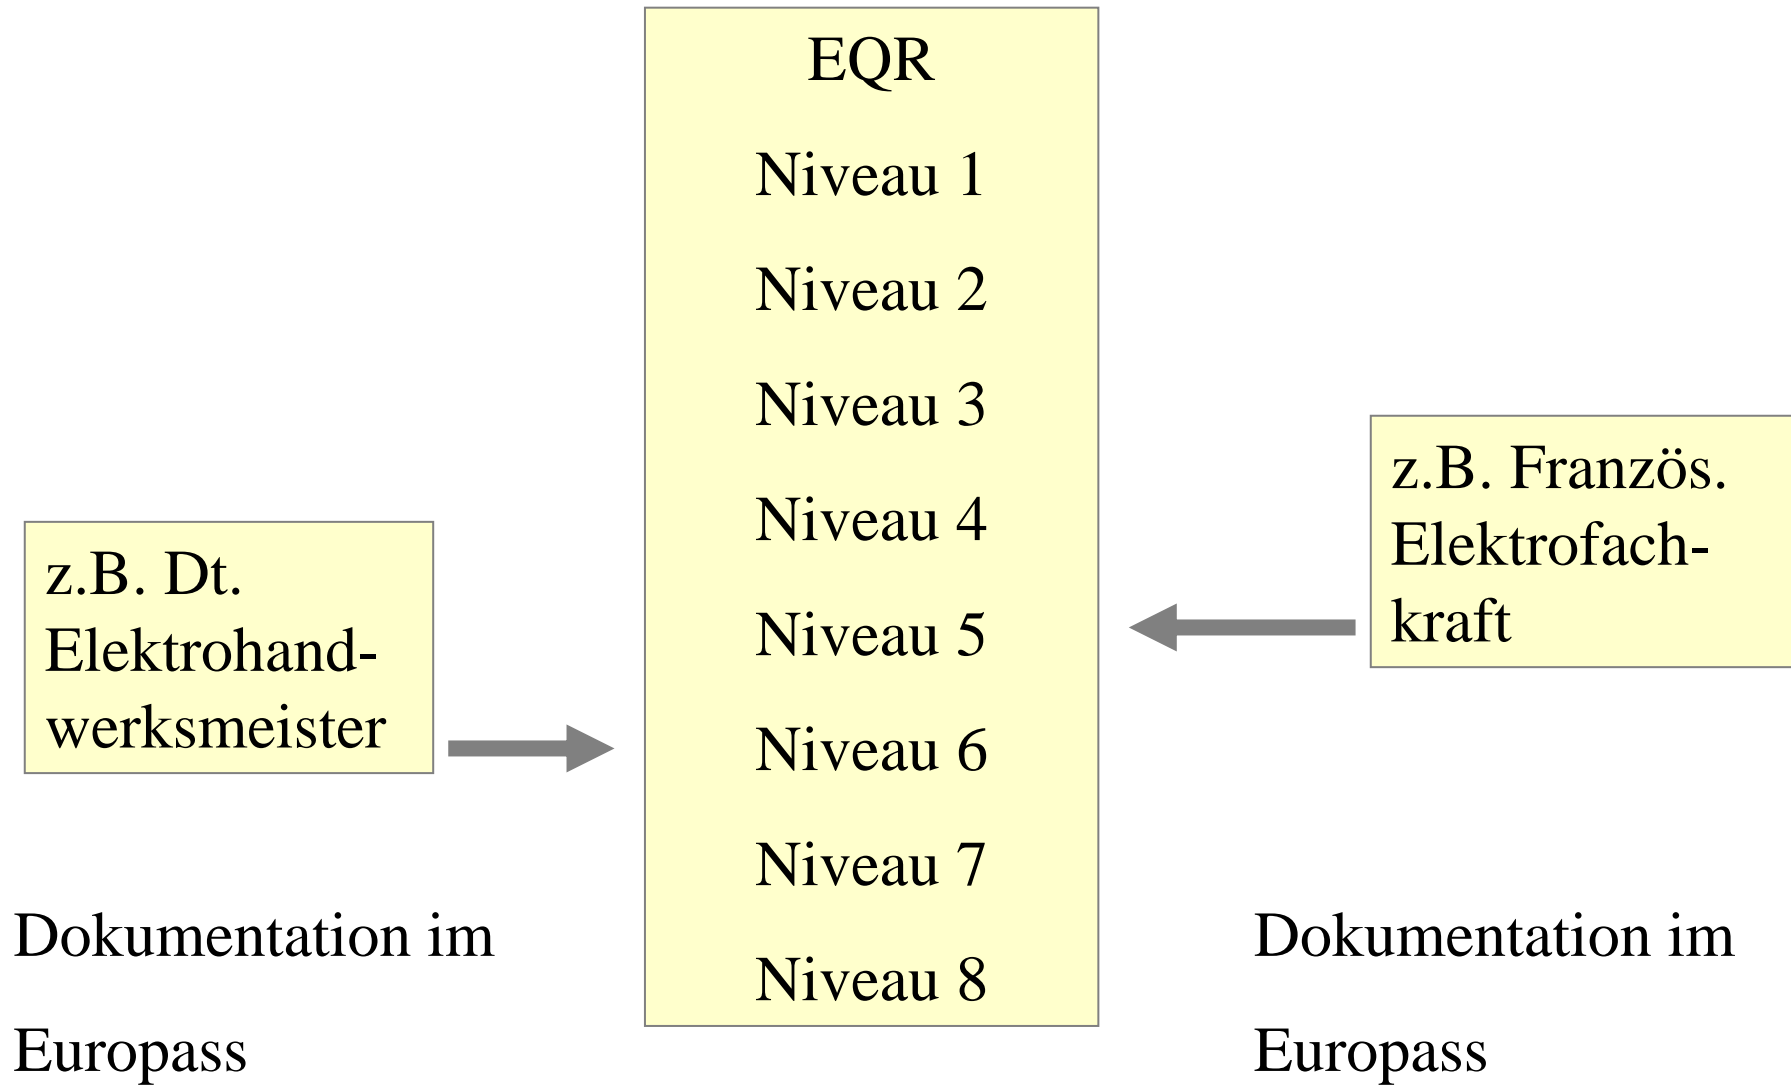 EQR
Niveau 1
Niveau 2
Niveau 3
Niveau 4
Niveau 5
Niveau 6
Niveau 7
Niveau 8
z.B. Dt.
Elektrohand-
werksmeister
Dokumentation im
Europass
z.B. Französ.
Elektrofach-
kraft
Dokumentation im
Europass